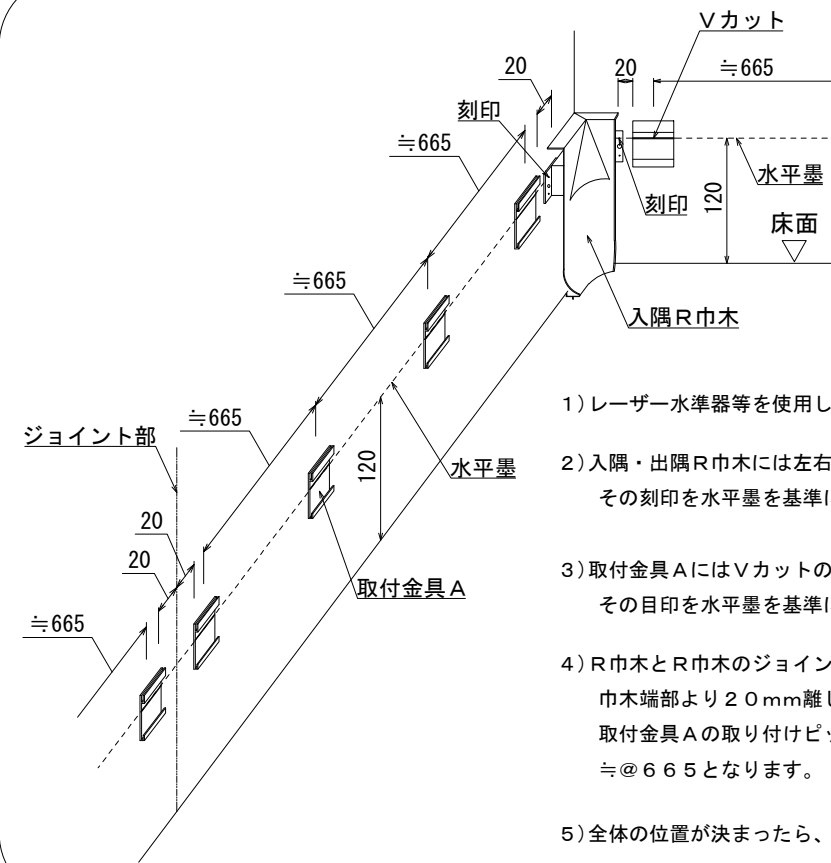 Vカット
20
≒665
20
刻印
≒665
水平墨
120
刻印
床面
入隅R巾木
≒665
≒665
ジョイント部
水平墨
120
20
20
取付金具A
≒665
1)レーザー水準器等を使用し
2)入隅・出隅R巾木には左右
その刻印を水平墨を基準に
3)取付金具AにはVカットの
その目印を水平墨を基準に
4)R巾木とR巾木のジョイン
巾木端部より20mm離し
取付金具Aの取り付けピッ
≒@665となります。
5)全体の位置が決まったら、